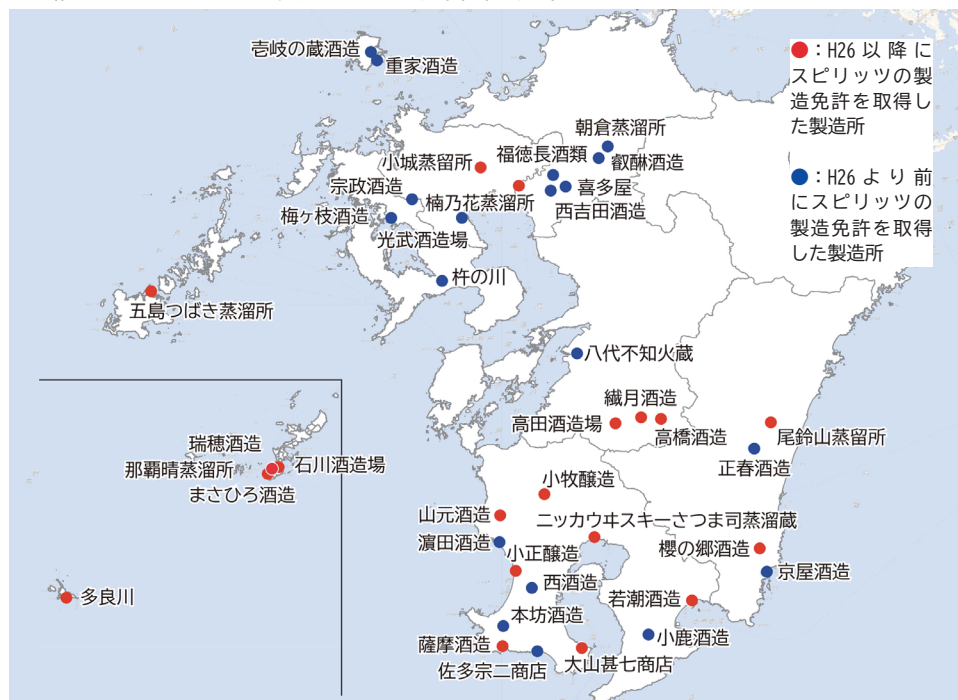 壱岐の蔵酒造
重家酒造
●：H26 以 降 に
スピリッツの製
造免許を取得し
た製造所
●：H26 よ り 前
にスピリッツの
製造免許を取得
した製造所
朝倉蒸溜所
福徳長酒類
叡醂酒造
小城蒸留所
喜多屋
宗政酒造
楠乃花蒸留所
西吉田酒造
梅ヶ枝酒造
光武酒造場
杵の川
五島つばき蒸溜所
八代不知火蔵
繊月酒造
高田酒造場
高橋酒造
尾鈴山蒸留所
正春酒造
瑞穂酒造
那覇晴蒸溜所
石川酒造場
まさひろ酒造
小牧醸造
山元酒造
ニッカウヰスキーさつま司蒸溜蔵
濵田酒造
小正醸造
櫻の郷酒造
京屋酒造
西酒造
多良川
若潮酒造
本坊酒造
小鹿酒造
薩摩酒造
佐多宗二商店
大山甚七商店